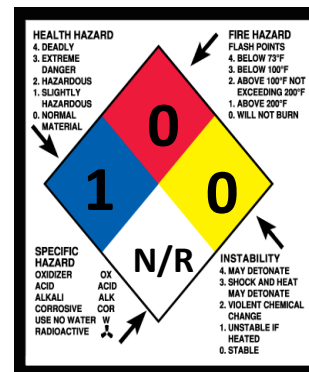 HEALTH HAZARD
4. DEADLY
3. EXTREME
DANGER
2. HAZARDOUS
1. SLIGHTLY
HAZARDOUS
0. NORMAL
MATERIAL
FIRE HAZARD
FLASH POINTS
4. BELOW 73°F
3. BELOW 100°F
2. ABOVE 100°F NOT
EXCEEDING 200°F
1. ABOVE 200°F
0. WILL NOT BURN
0
1
0
N/R
SPECIFIC
HAZARD
OXIDIZER OX
ACID ACID
ALKALI ALK
CORROSIVE COR
USE NO WATER W
RADIOACTIVE
INSTABILITY
4. MAY DETONATE
3. SHOCK AND HEAT
MAY DETONATE
2. VIOLENT CHEMICAL
CHANGE
1. UNSTABLE IF
HEATED
0. STABLE